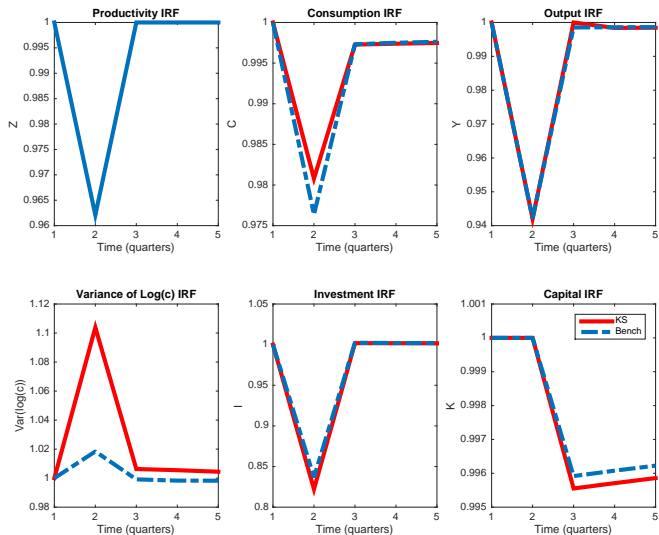 Productivity IRF
1
0.995
0.99
0.985
0.98
0.975
0.97
0.965
0.96
Z
1 2 3 4 5
Time (quarters)
Consumption IRF
1
0.995
0.99
0.985
0.98
0.975
C
1 2 3 4 5
Time (quarters)
Output IRF
1
0.99
0.98
0.97
0.96
0.95
0.94
Y
1 2 3 4 5
Time (quarters)
Variance of Log(c) IRF
1.12
1.1
1.08
1.06
1.04
1.02
1
0.98
Var(log(c))
1 2 3 4 5
Time (quarters)
Investment IRF
1.05
1
0.95
0.9
0.85
0.8
I
1 2 3 4 5
Time (quarters)
Capital IRF
1.001
1
0.999
0.998
0.997
0.996
0.995
K
KS
Bench
1 2 3 4 5
Time (quarters)